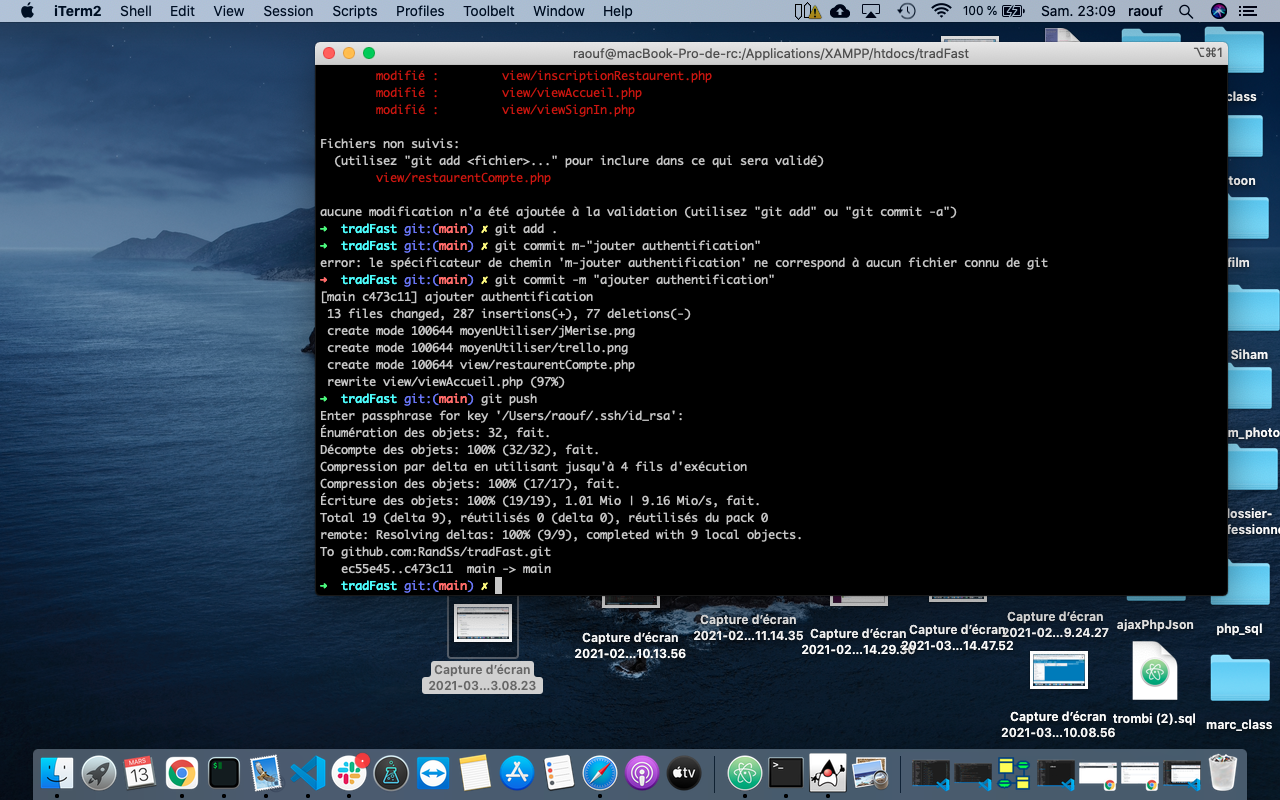 iTerm2 Shell Edit View Session Scripts Profiles Toolbelt Window Help 100 % Sam. 23:09 raouf
raouf@macBook-Pro-de-rc:/Applications/XAMPP/htdocs/tradFast ⌥⌘1
modifié : view/inscriptionRestaurent.php
modifié : view/viewAccueil.php
modifié : view/viewSignIn.php
Fichiers non suivis:
(utilisez "git add <fichier>..." pour inclure dans ce qui sera validé)
view/restaurentCompte.php
aucune modification n'a été ajoutée à la validation (utilisez "git add" ou "git commit -a")
➜ tradFast git:(main) ✗ git add .
➜ tradFast git:(main) ✗ git commit m-"jouter authentification"
error: le spécificateur de chemin 'm-jouter authentification' ne correspond à aucun fichier connu de git
➜ tradFast git:(main) ✗ git commit -m "ajouter authentification"
[main c473c11] ajouter authentification
13 files changed, 287 insertions(+), 77 deletions(-)
create mode 100644 moyenUtiliser/jMerise.png
create mode 100644 moyenUtiliser/trello.png
create mode 100644 view/restaurentCompte.php
rewrite view/viewAccueil.php (97%)
➜ tradFast git:(main) git push
Enter passphrase for key '/Users/raouf/.ssh/id_rsa':
Énumération des objets: 32, fait.
Décompte des objets: 100% (32/32), fait.
Compression par delta en utilisant jusqu'à 4 fils d'exécution
Compression des objets: 100% (17/17), fait.
Écriture des objets: 100% (19/19), 1.01 Mio | 9.16 Mio/s, fait.
Total 19 (delta 9), réutilisés 0 (delta 0), réutilisés du pack 0
remote: Resolving deltas: 100% (9/9), completed with 9 local objects.
To github.com:RandSs/tradFast.git
ec55e45..c473c11 main -> main
➜ tradFast git:(main) ✗
class
toon
film
Siham
m_photo
dossier-
fessionne
php_sql
marc_class
Capture d'écran
2021-03...3.08.23
Capture d'écran
2021-02...10.13.56
Capture d'écran
2021-02...11.14.35
Capture d'écran
2021-02...14.29.30
Capture d'écran
2021-03...14.47.52
Capture d'écran
2021-02...9.24.27
ajaxPhpJson
Capture d'écran
2021-02...10.08.56
trombi (2).sql
MARS
13
tv